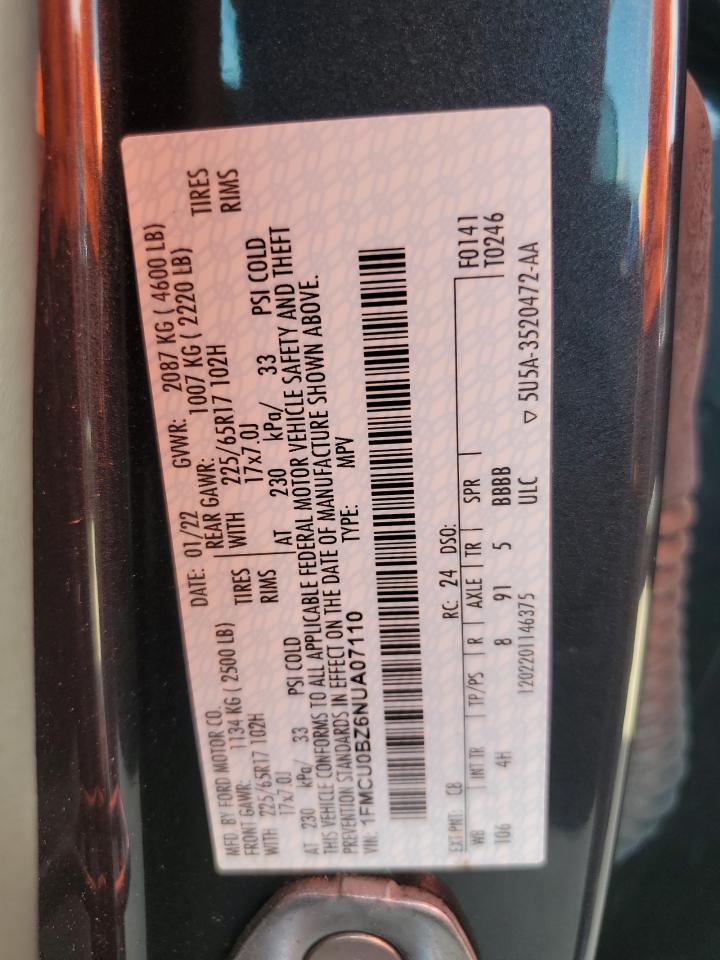 MFD. BY FORD MOTOR CO.
DATE: 01/22 GVWR: 2087 KG ( 4600 LB)
FRONT GAWR: 1134 KG ( 2500 LB) REAR GAWR: 1007 KG ( 2220 LB)
WITH 225/65R17 102H TIRES WITH 225/65R17 102H TIRES
17x7.0J RIMS 17x7.0J RIMS
AT 230 kPa/ 33 PSI COLD AT 230 kPa/ 33 PSI COLD
THIS VEHICLE CONFORMS TO ALL APPLICABLE FEDERAL MOTOR VEHICLE SAFETY AND THEFT
PREVENTION STANDARDS IN EFFECT ON THE DATE OF MANUFACTURE SHOWN ABOVE.
VIN: 1FMCU0BZ6NUA07110 TYPE: MPV
EXT PNT: C8 RC: 24 DSO: F0141
WB INT TR TP/PS R AXLE TR SPR T0246
106 4H 8 91 5 BBBB
1202201146375 ULC ▽ 5U5A-3520472-AA